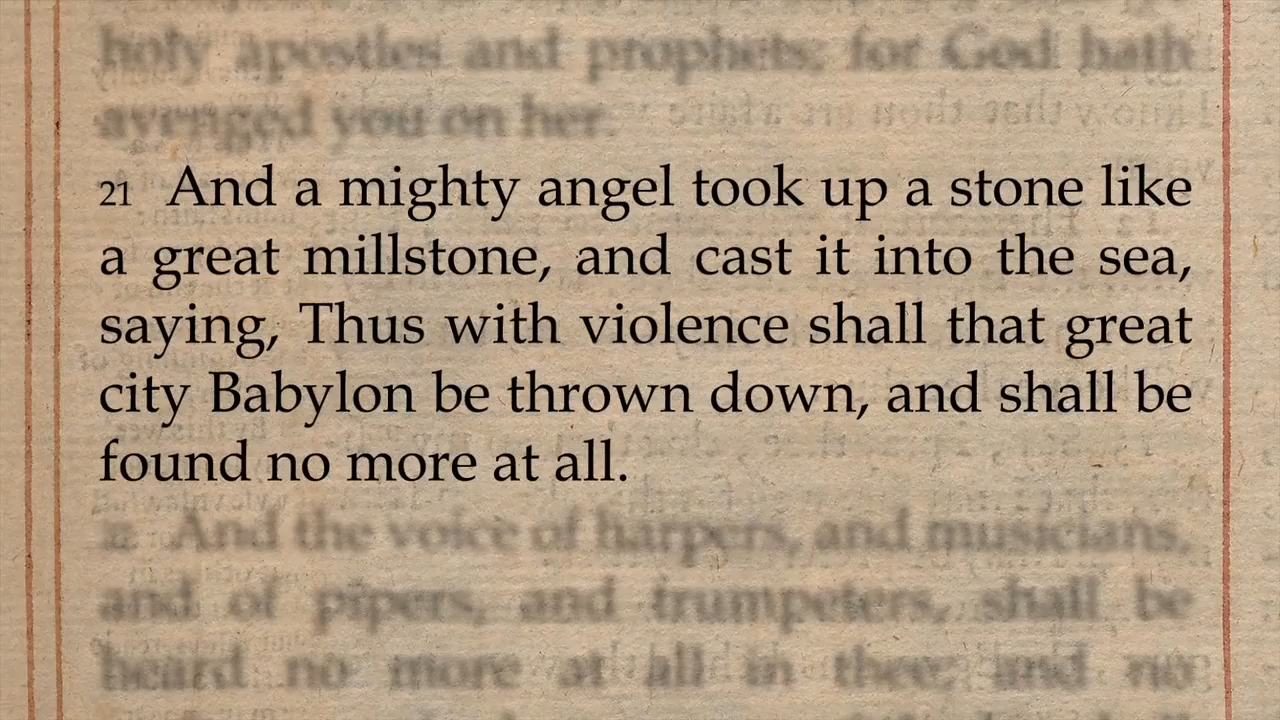 holy apostles and prophets; for God hath
avenged you on her.
21 And a mighty angel took up a stone like
a great millstone, and cast it into the sea,
saying, Thus with violence shall that great
city Babylon be thrown down, and shall be
found no more at all.
22 And the voice of harpers, and musicians,
and of pipers, and trumpeters, shall be
heard no more at all in thee; and no